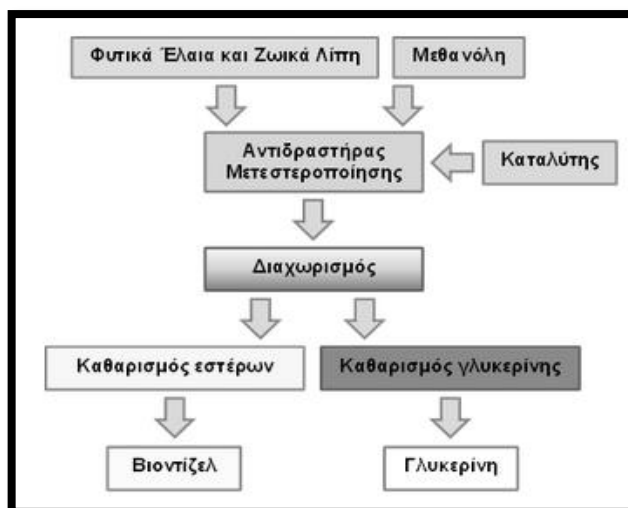 Φυτικά Έλαια και Ζωικά Λίπη
Μεθανόλη
Αντιδραστήρας
Μετεστεροποίησης
Καταλύτης
Διαχωρισμός
Καθαρισμός εστέρων
Καθαρισμός γλυκερίνης
Βιοντίζελ
Γλυκερίνη